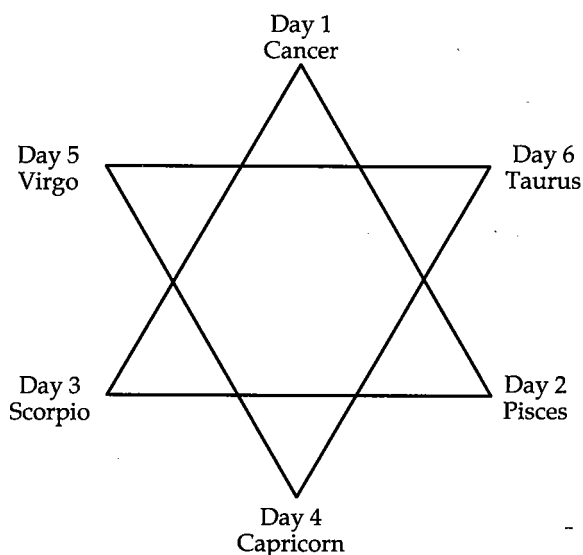 Day 1
Cancer
Day 5
Virgo
Day 6
Taurus
Day 3
Scorpio
Day 2
Pisces
Day 4
Capricorn